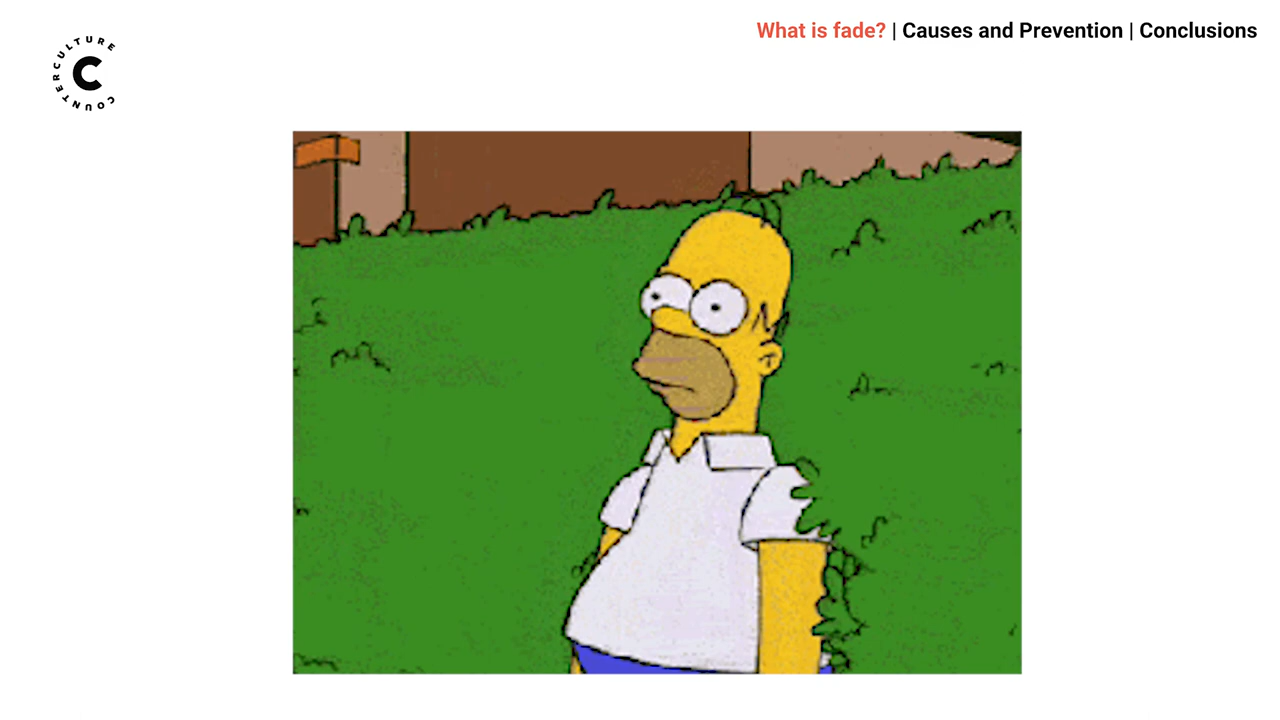 What is fade? | Causes and Prevention | Conclusions
COUNTERCULTURE
C